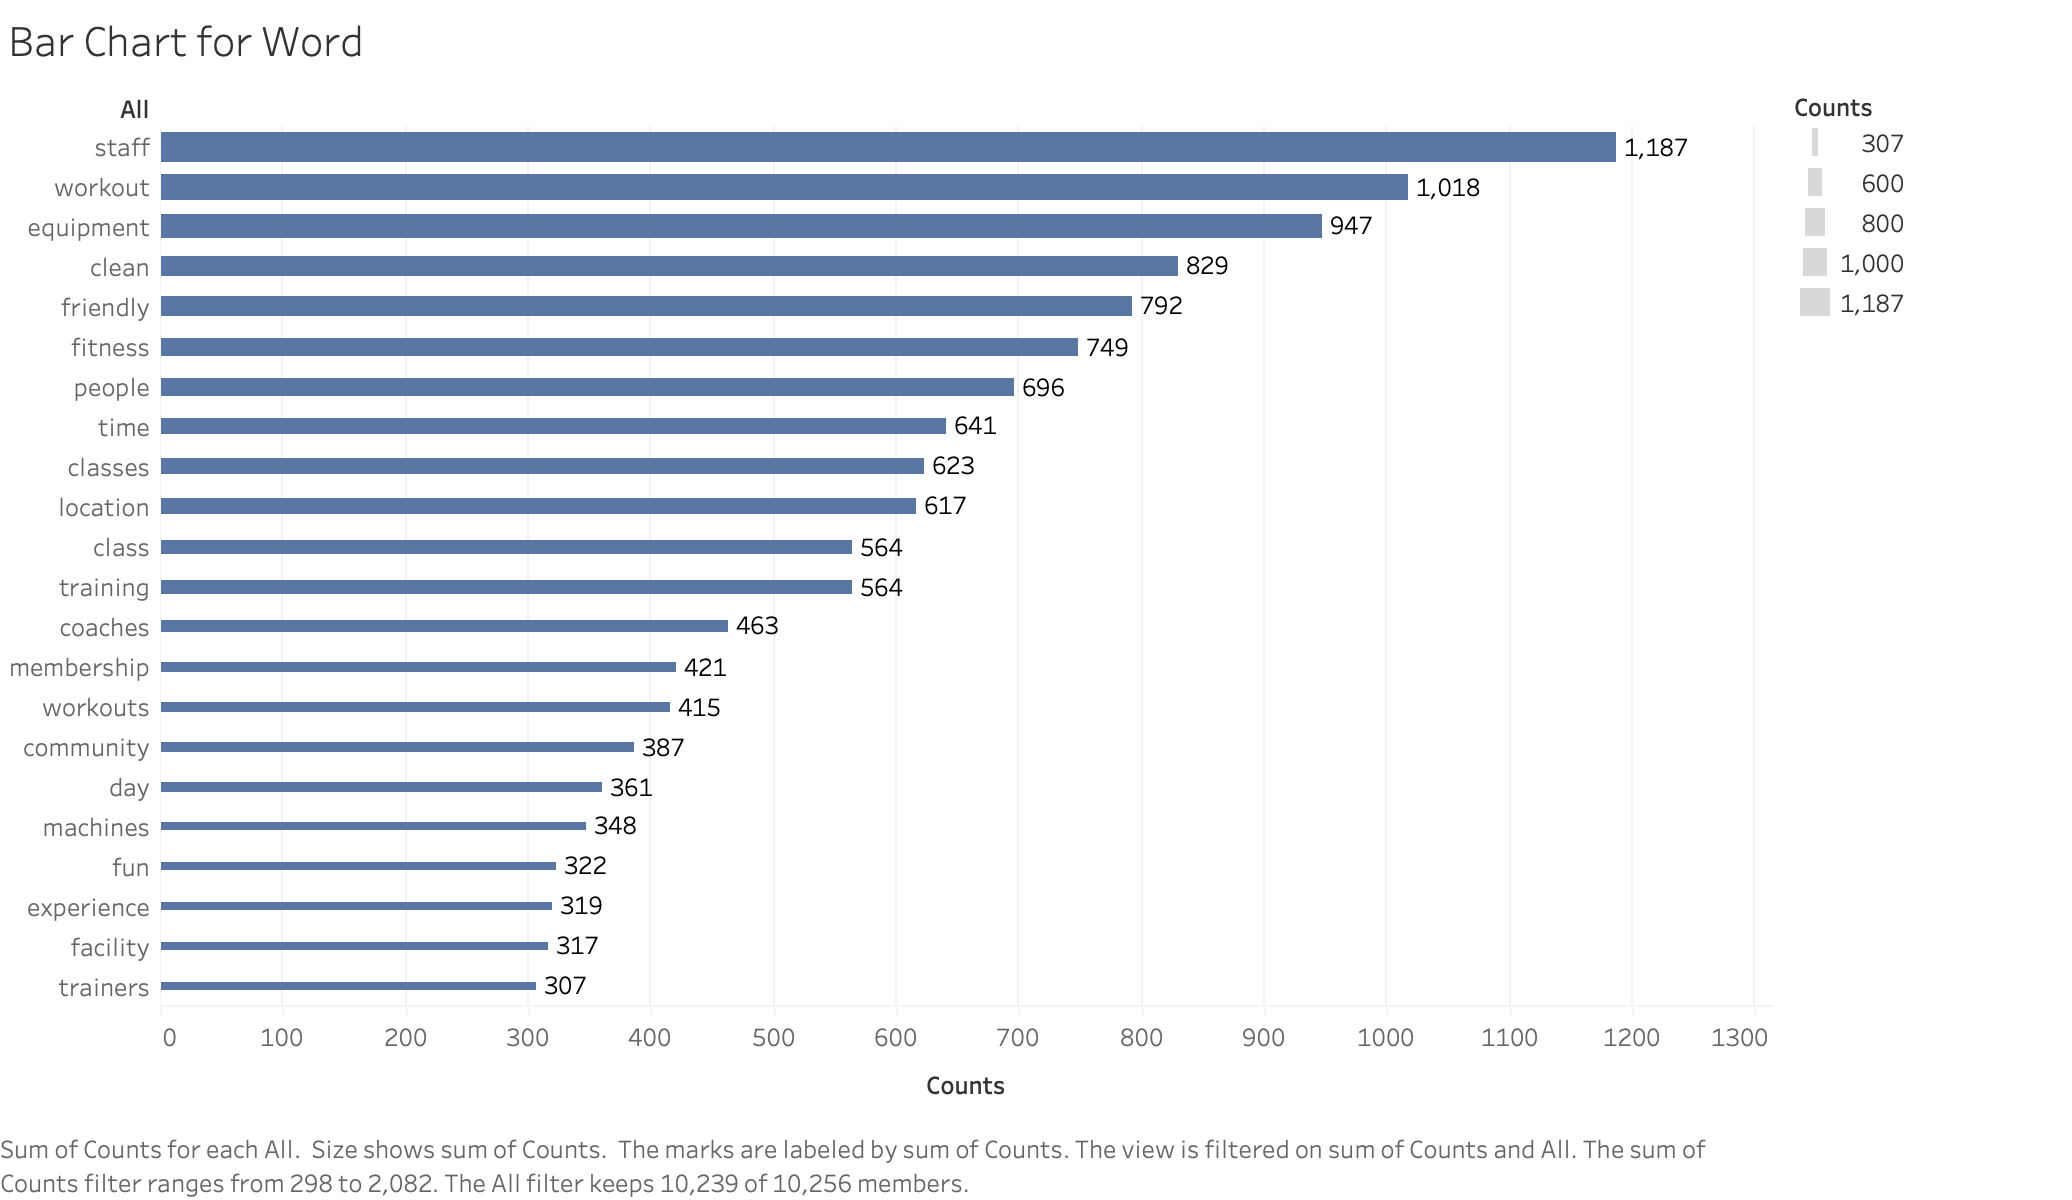 Bar Chart for Word
All
Counts
staff 1,187
workout 1,018
equipment 947
clean 829
friendly 792
fitness 749
people 696
time 641
classes 623
location 617
class 564
training 564
coaches 463
membership 421
workouts 415
community 387
day 361
machines 348
fun 322
experience 319
facility 317
trainers 307
307
600
800
1,000
1,187
0 100 200 300 400 500 600 700 800 900 1000 1100 1200 1300
Counts
Sum of Counts for each All.  Size shows sum of Counts.  The marks are labeled by sum of Counts. The view is filtered on sum of Counts and All. The sum of
Counts filter ranges from 298 to 2,082. The All filter keeps 10,239 of 10,256 members.